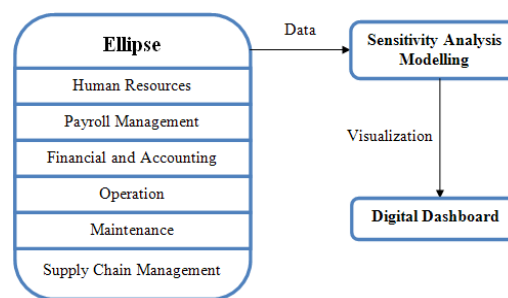 Ellipse
Human Resources
Payroll Management
Financial and Accounting
Operation
Maintenance
Supply Chain Management
Data
Sensitivity Analysis
Modelling
Visualization
Digital Dashboard